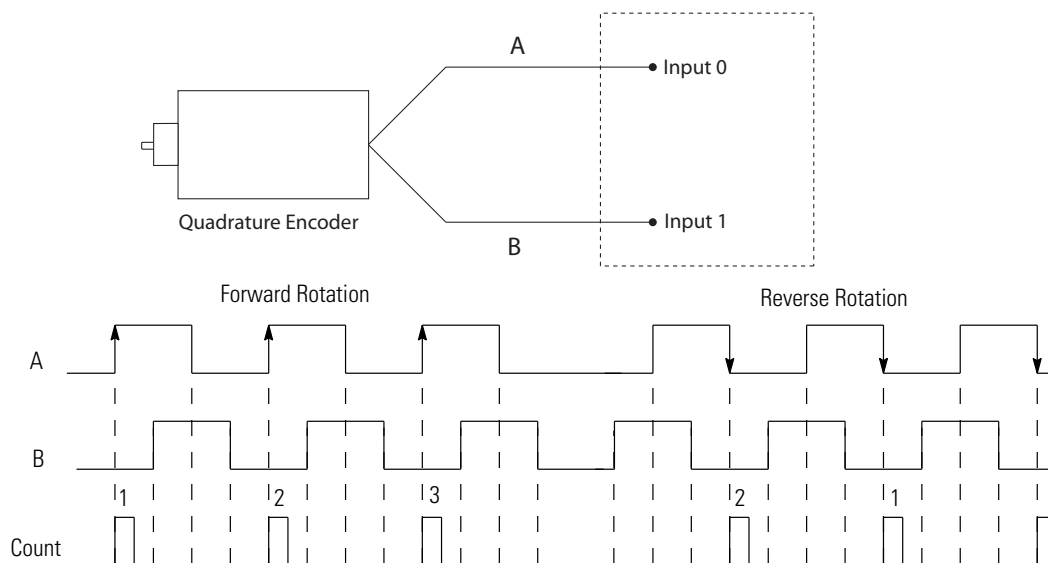 A
Input 0
Quadrature Encoder
Input 1
B
Forward Rotation
Reverse Rotation
A
B
1
2
3
2
1
Count